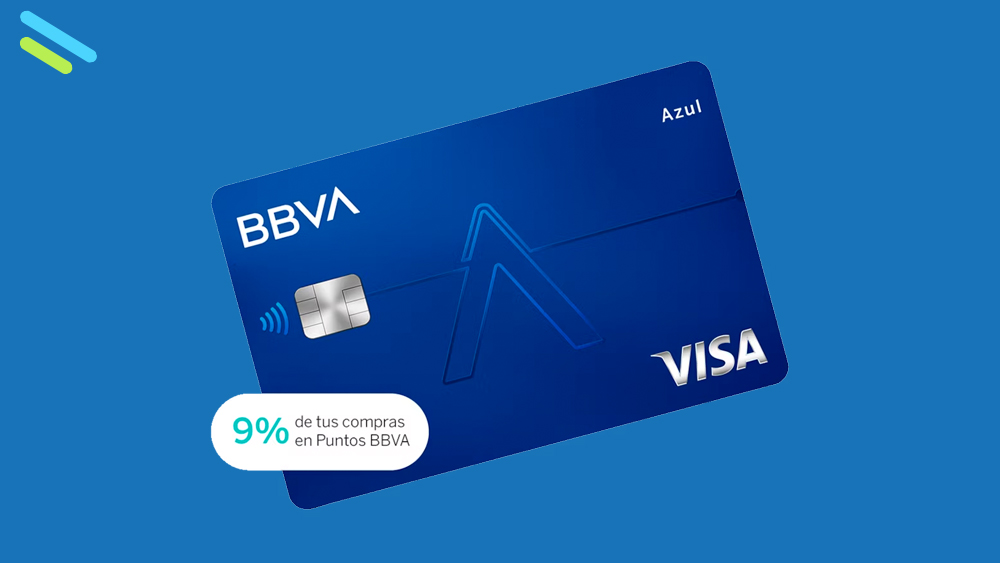 Azul
BBVA
VISA
9% de tus compras
en Puntos BBVA